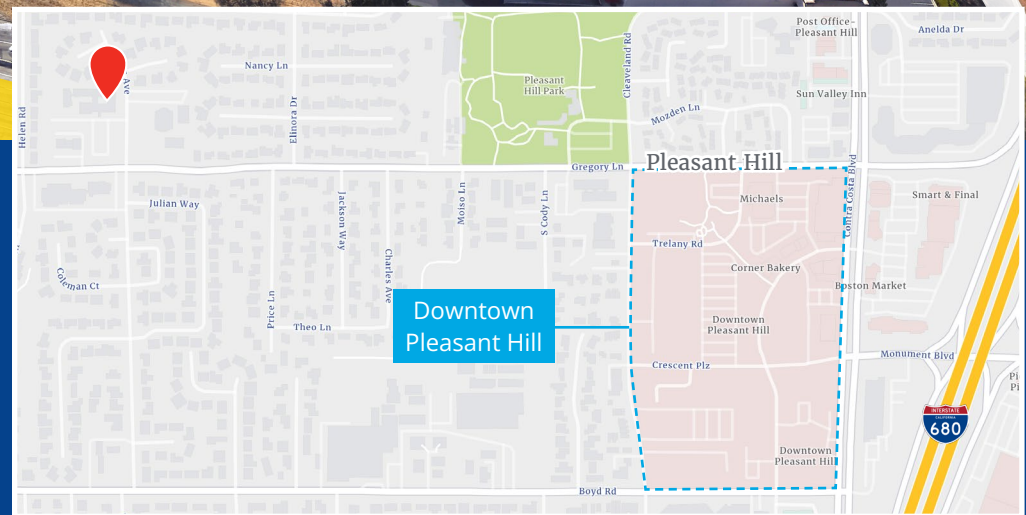 Post Office-
Pleasant Hill
Anelda Dr
Nancy Ln
Ave
Pleasant
Hill Park
Cleaveland Rd
Sun Valley Inn
Helen Rd
Elinora Dr
Mozden Ln
Gregory Ln
Pleasant Hill
Contra Costa Blvd
Julian Way
Jackson Way
Moiso Ln
S Cody Ln
Michaels
Smart & Final
Trelany Rd
Coleman Ct
Charles Ave
Corner Bakery
Boston Market
Price Ln
Theo Ln
Downtown
Pleasant Hill
Downtown
Pleasant Hill
Crescent Plz
Monument Blvd
INTERSTATE
CALIFORNIA
680
Downtown
Pleasant Hill
Boyd Rd